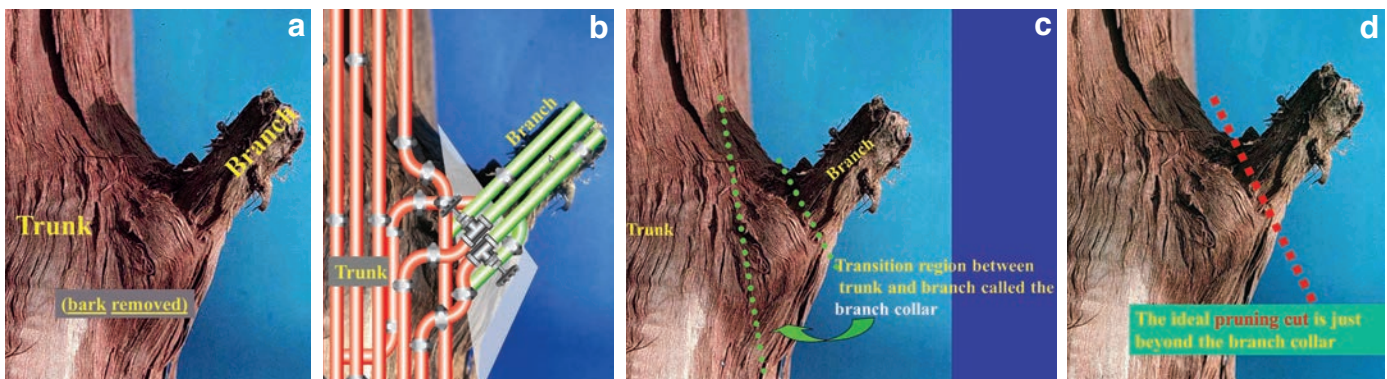 a
Branch
Trunk
(bark removed)
b
Branch
Trunk
c
Branch
Trunk
Transition region between
trunk and branch called the
branch collar
d
The ideal pruning cut is just
beyond the branch collar